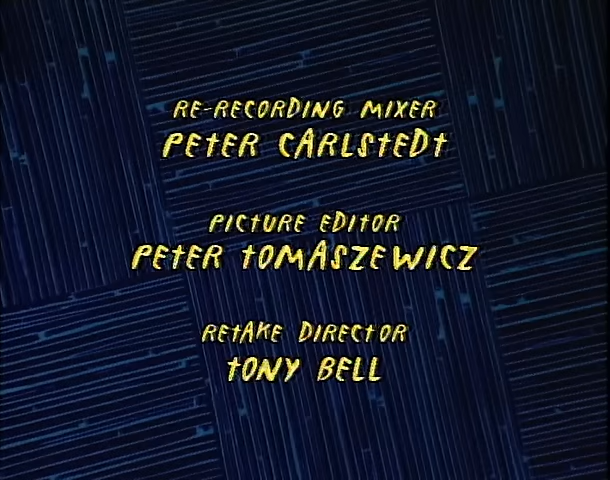 RE-RECORDING MIXER
PETER CARLSTEDT
PICTURE EDITOR
PETER TOMASZEWICZ
RETAKE DIRECTOR
TONY BELL